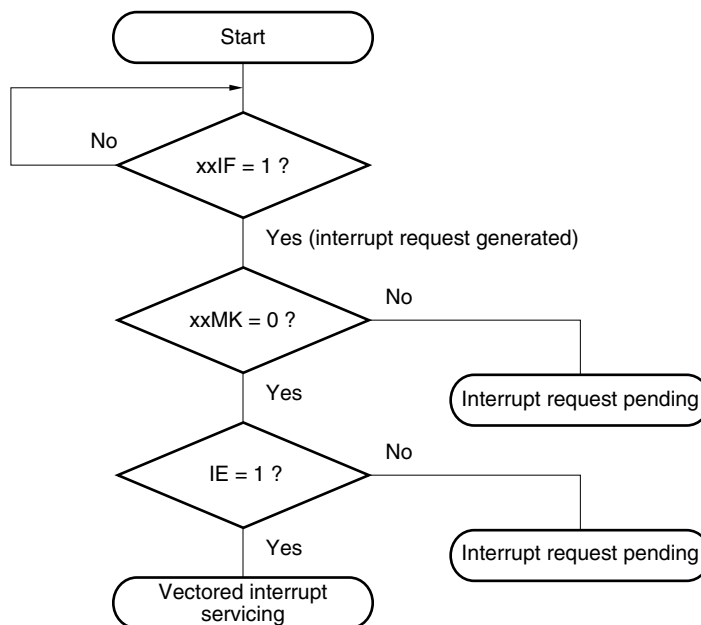 Start
No
xxIF = 1 ?
Yes (interrupt request generated)
No
xxMK = 0 ?
Interrupt request pending
Yes
No
IE = 1 ?
Interrupt request pending
Yes
Vectored interrupt
servicing